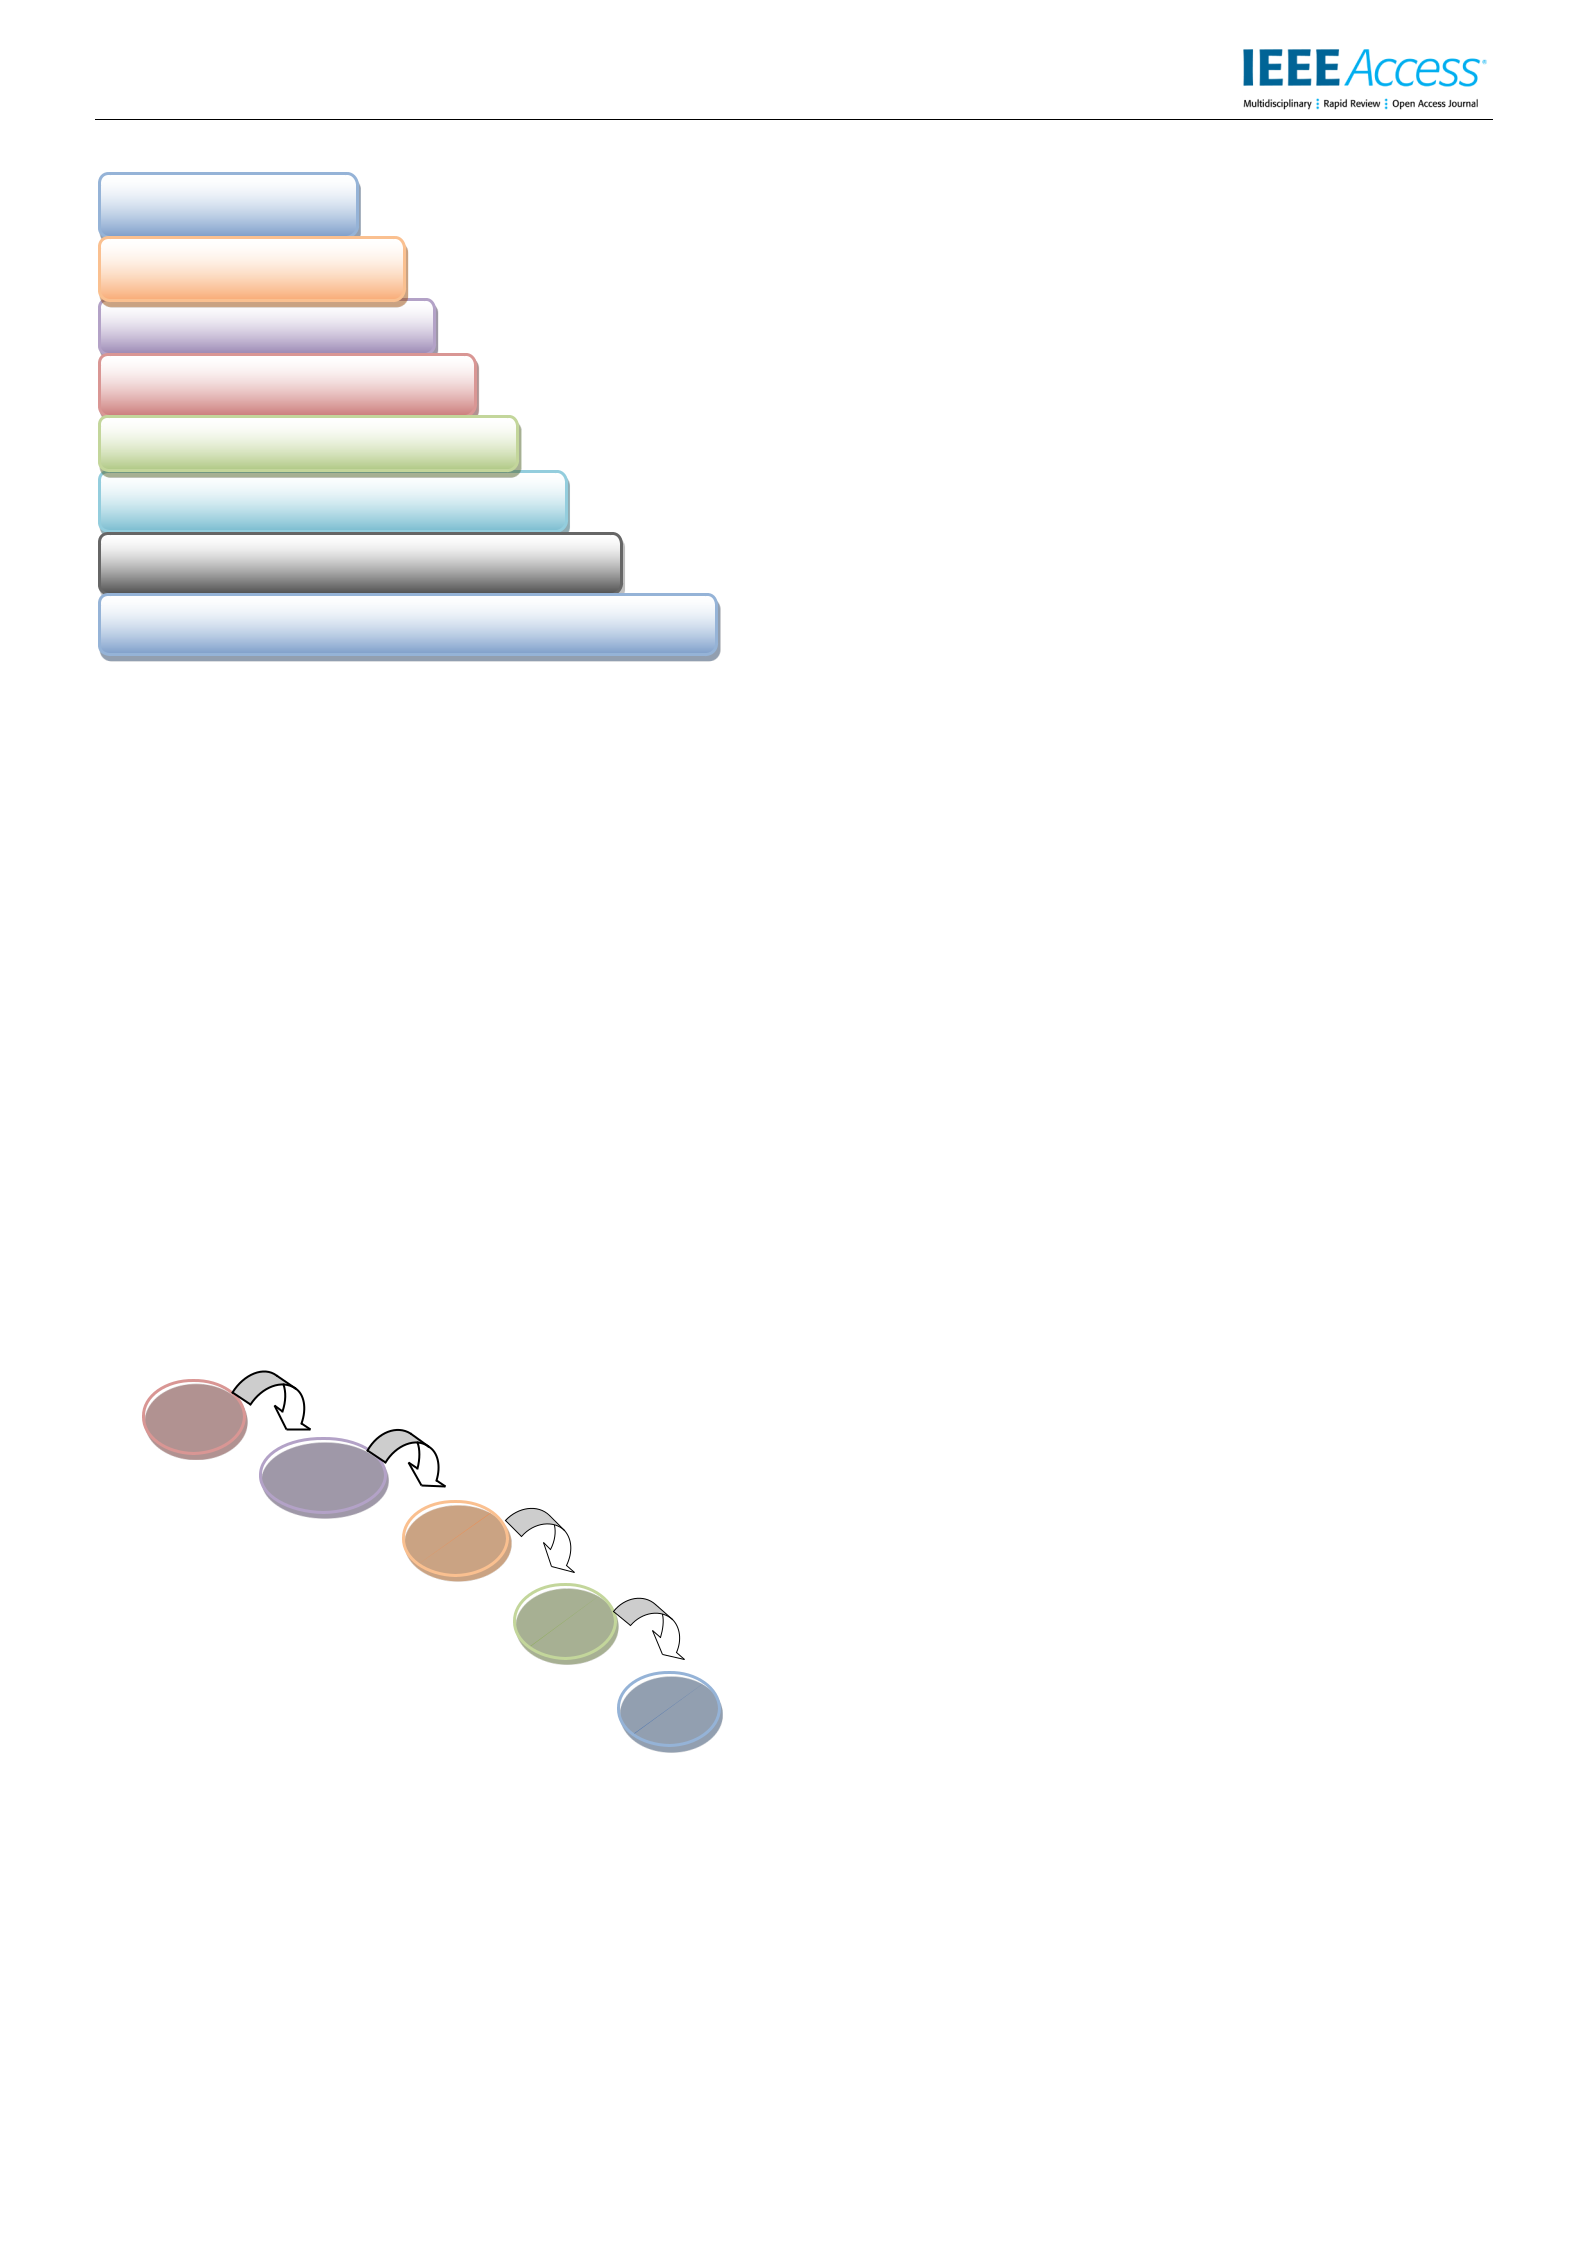 IEEE Access®
Multidisciplinary ⋮ Rapid Review ⋮ Open Access Journal